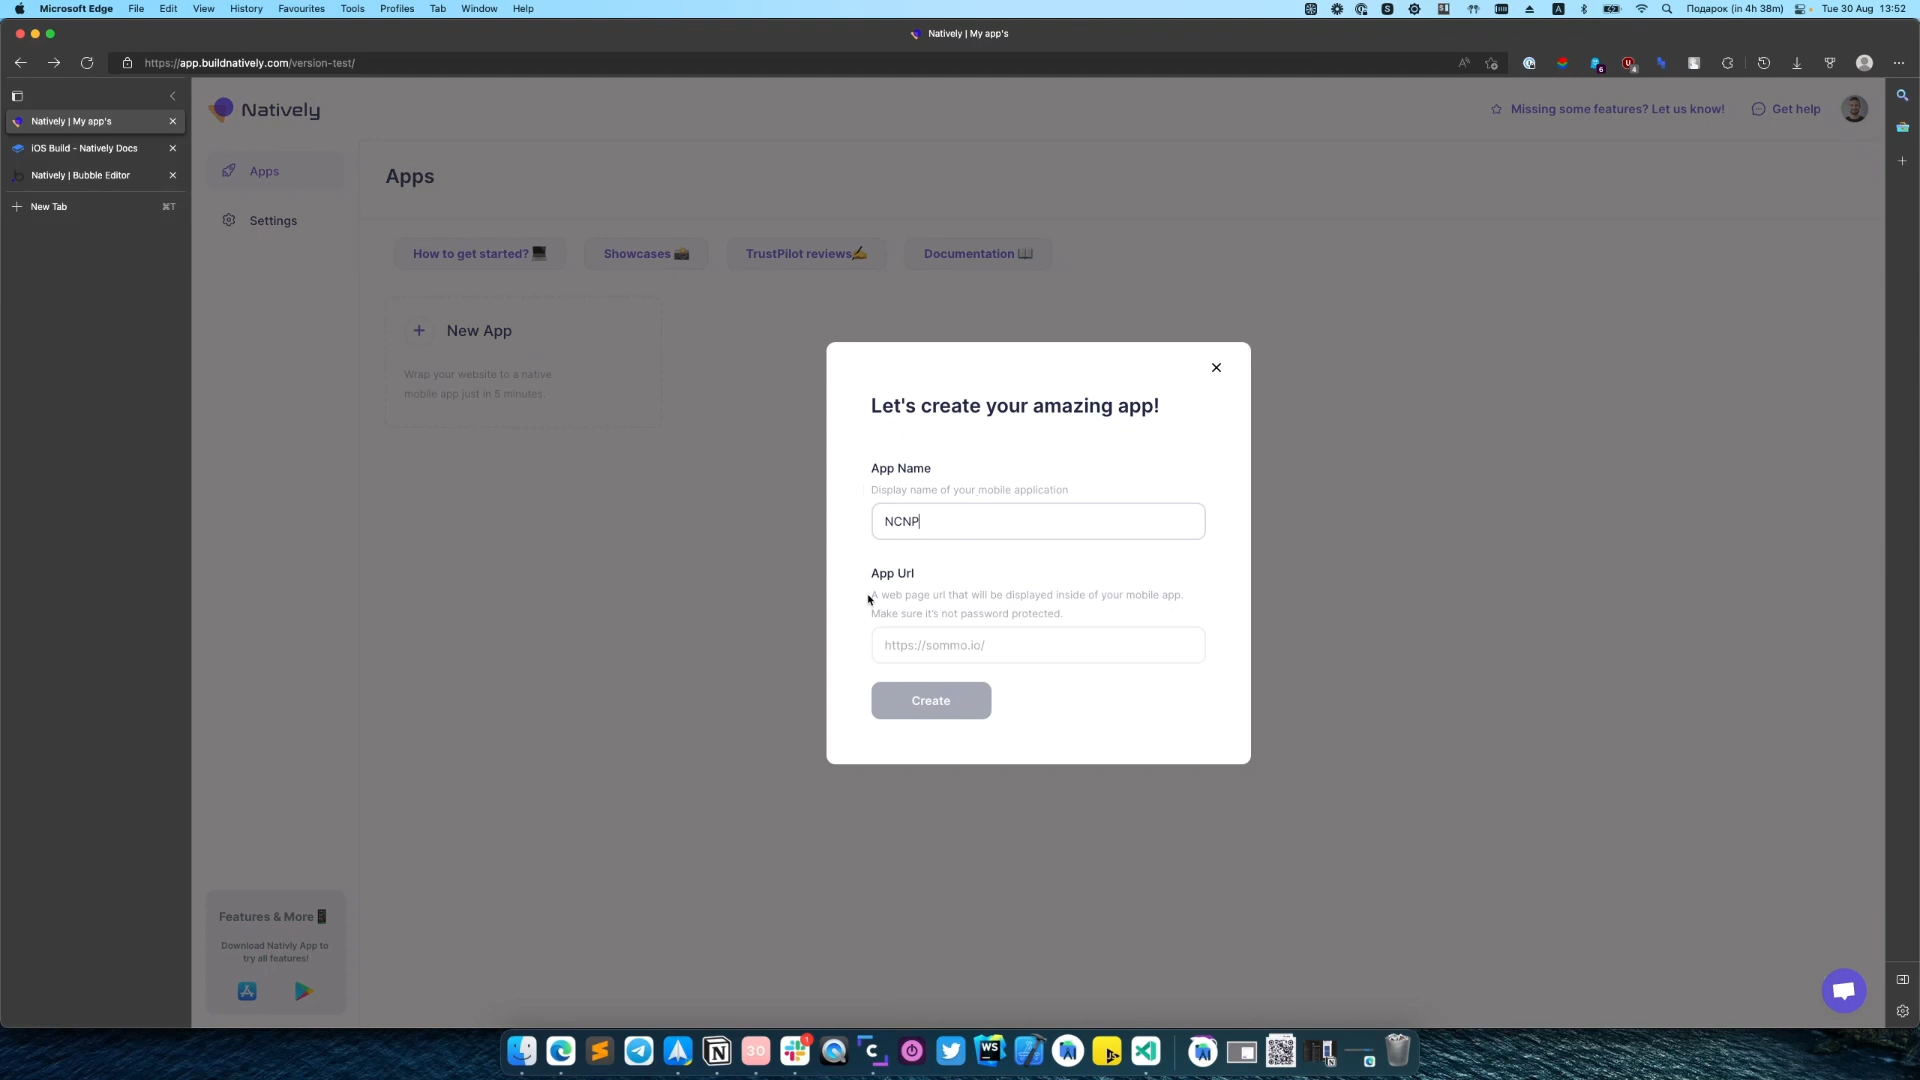 Microsoft Edge File Edit View History Favourites Tools Profiles Tab Window Help
Подарок (in 4h 38m) Tue 30 Aug 13:52
Natively | My app's
https://app.buildnatively.com/version-test/
Natively | My app's
iOS Build - Natively Docs
Natively | Bubble Editor
New Tab ⌘T
Natively
Missing some features? Let us know!
Get help
Apps
Settings
Apps
How to get started?
Showcases
TrustPilot reviews
Documentation
New App
Wrap your website to a native
mobile app just in 5 minutes.
Let's create your amazing app!
App Name
Display name of your mobile application
NCNP
App Url
A web page url that will be displayed inside of your mobile app.
Make sure it's not password protected.
https://sommo.io/
Create
Features & More
Download Nativly App to
try all features!
30
1
WS